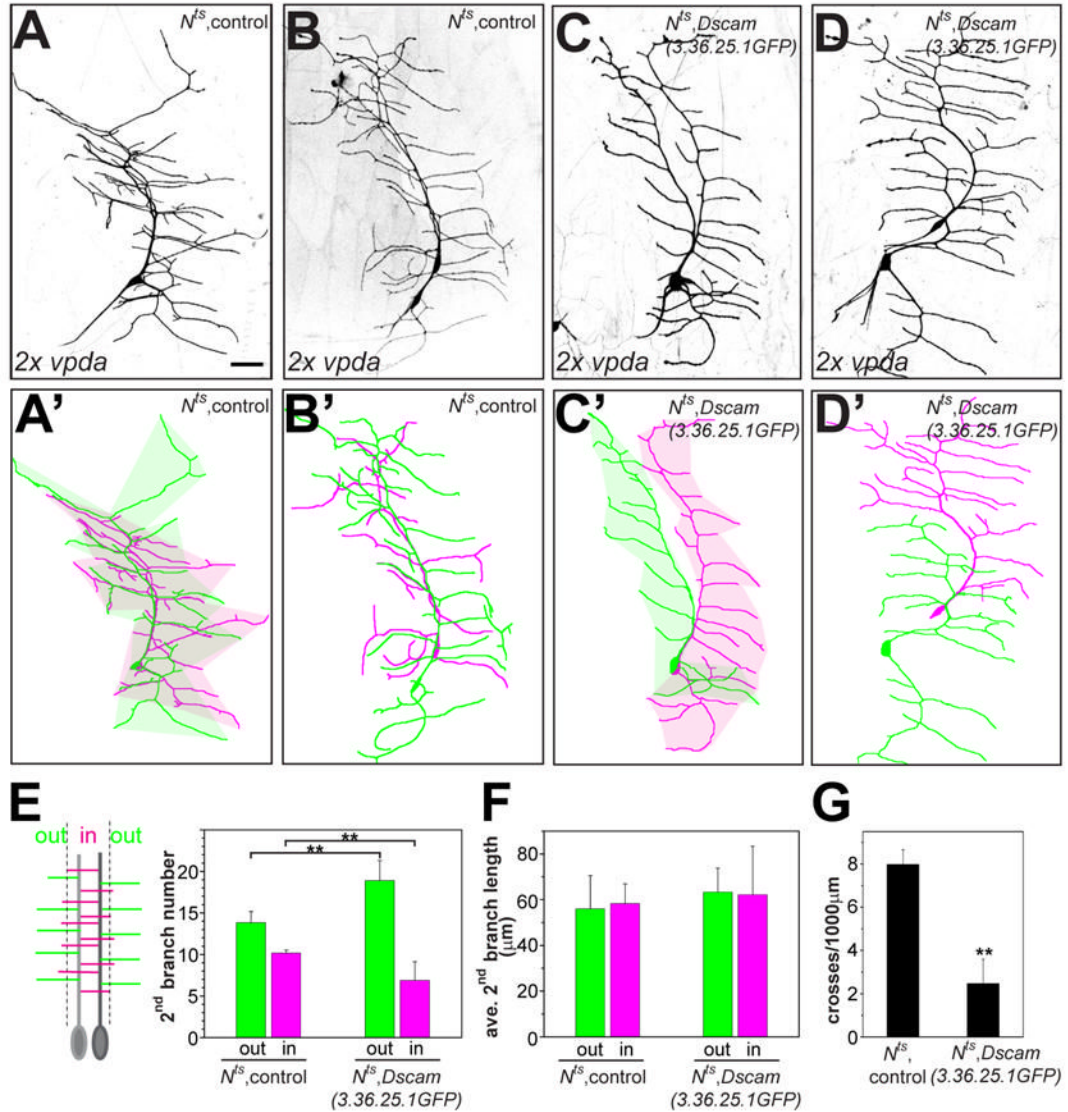 A
N^ts,control
2x vpda
B
N^ts,control
2x vpda
C
N^ts,Dscam
(3.36.25.1GFP)
2x vpda
D
N^ts,Dscam
(3.36.25.1GFP)
2x vpda
A'
N^ts,control
B'
N^ts,control
C'
N^ts,Dscam
(3.36.25.1GFP)
D'
N^ts,Dscam
(3.36.25.1GFP)
E
out in out
2^nd branch number
20
15
10
5
0
**
**
out in out in
N^ts,control
N^ts,Dscam
(3.36.25.1GFP)
F
ave. 2^nd branch length
(μm)
80
60
40
20
0
out in out in
N^ts,control
N^ts,Dscam
(3.36.25.1GFP)
G
crosses/1000μm
8
6
4
2
0
**
N^ts,
control
N^ts,Dscam
(3.36.25.1GFP)